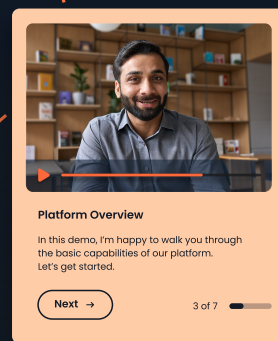 Platform Overview
In this demo, I'm happy to walk you through
the basic capabilities of our platform.
Let's get started.
Next →
3 of 7